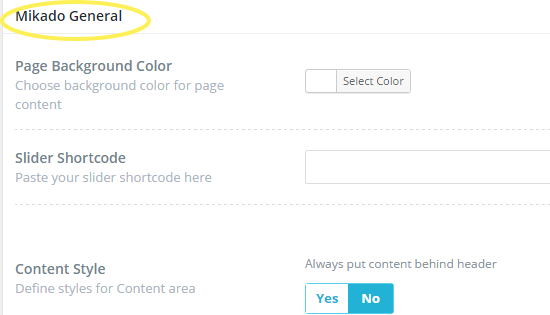 Mikado General
Page Background Color
Choose background color for page
content
Select Color
Slider Shortcode
Paste your slider shortcode here
Content Style
Define styles for Content area
Always put content behind header
Yes No